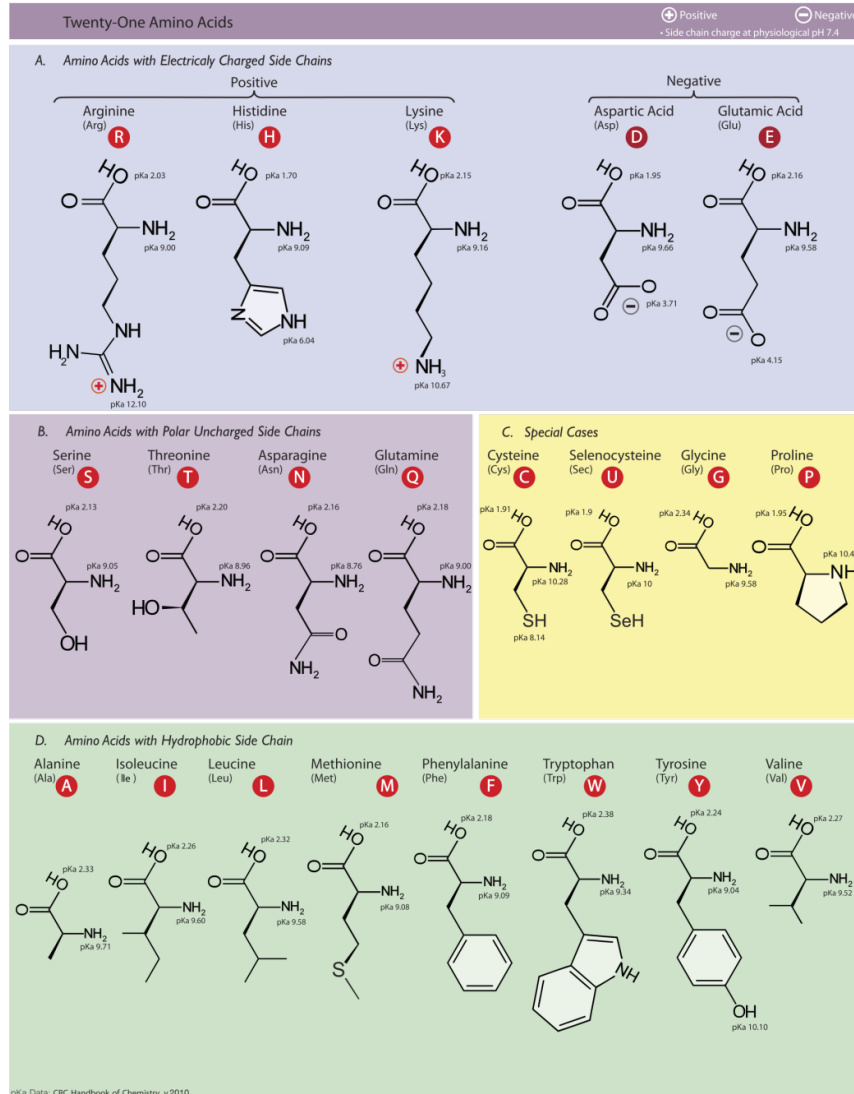 Twenty-One Amino Acids
+ Positive
− Negative
• Side chain charge at physiological pH 7.4
A. Amino Acids with Electricaly Charged Side Chains
Positive
Negative
Arginine
(Arg)
R
Histidine
(His)
H
Lysine
(Lys)
K
Aspartic Acid
(Asp)
D
Glutamic Acid
(Glu)
E
HO
pKa 2.03
O
NH2
pKa 9.00
NH
H2N
+
NH2
pKa 12.10
HO
pKa 1.70
O
NH2
pKa 9.09
N
NH
pKa 6.04
HO
pKa 2.15
O
NH2
pKa 9.16
+
NH3
pKa 10.67
HO
pKa 1.95
O
NH2
pKa 9.66
O
O
−
pKa 3.71
HO
pKa 2.16
O
NH2
pKa 9.58
O
−
O
pKa 4.15
B. Amino Acids with Polar Uncharged Side Chains
Serine
(Ser)
S
Threonine
(Thr)
T
Asparagine
(Asn)
N
Glutamine
(Gln)
Q
pKa 2.13
HO
O
pKa 9.05
NH2
OH
pKa 2.20
HO
O
pKa 8.96
NH2
HO
pKa 2.16
HO
O
pKa 8.76
NH2
O
NH2
pKa 2.18
HO
O
pKa 9.00
NH2
O
NH2
C. Special Cases
Cysteine
(Cys)
C
Selenocysteine
(Sec)
U
Glycine
(Gly)
G
Proline
(Pro)
P
pKa 1.91
HO
O
NH2
pKa 10.28
SH
pKa 8.14
pKa 1.9
HO
O
NH2
pKa 10
SeH
pKa 2.34
HO
O
NH2
pKa 9.58
pKa 1.95
HO
O
pKa 10.4
NH
D. Amino Acids with Hydrophobic Side Chain
Alanine
(Ala)
A
Isoleucine
(Ile)
I
Leucine
(Leu)
L
Methionine
(Met)
M
Phenylalanine
(Phe)
F
Tryptophan
(Trp)
W
Tyrosine
(Tyr)
Y
Valine
(Val)
V
pKa 2.33
HO
O
NH2
pKa 9.71
pKa 2.26
HO
O
NH2
pKa 9.60
pKa 2.32
HO
O
NH2
pKa 9.58
pKa 2.16
HO
O
NH2
pKa 9.08
S
pKa 2.18
HO
O
NH2
pKa 9.09
pKa 2.38
HO
O
NH2
pKa 9.34
NH
pKa 2.24
HO
O
NH2
pKa 9.04
OH
pKa 10.10
pKa 2.27
HO
O
NH2
pKa 9.52
pKa Data: CRC Handbook of Chemistry, v.2010